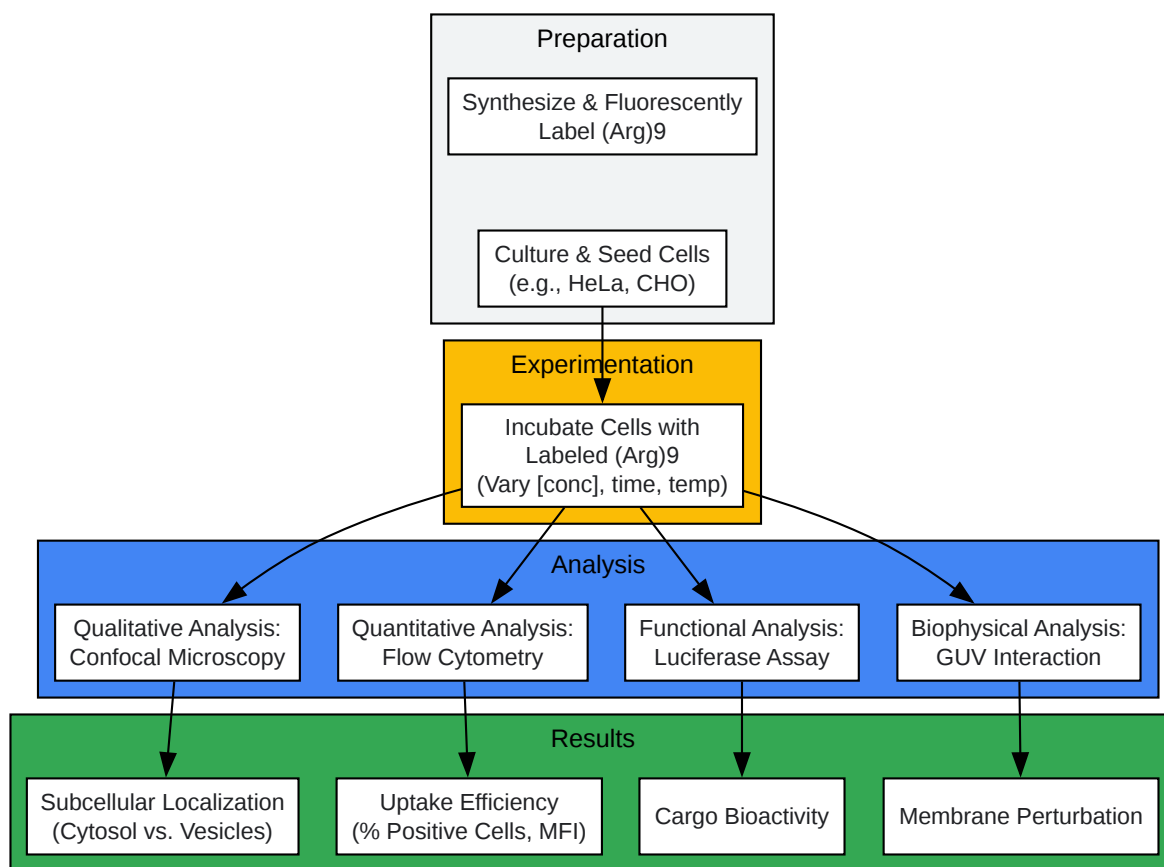 Preparation
Synthesize & Fluorescently
Label (Arg)9
Culture & Seed Cells
(e.g., HeLa, CHO)
Experimentation
Incubate Cells with
Labeled (Arg)9
(Vary [conc], time, temp)
Analysis
Qualitative Analysis:
Confocal Microscopy
Quantitative Analysis:
Flow Cytometry
Functional Analysis:
Luciferase Assay
Biophysical Analysis:
GUV Interaction
Results
Subcellular Localization
(Cytosol vs. Vesicles)
Uptake Efficiency
(% Positive Cells, MFI)
Cargo Bioactivity
Membrane Perturbation